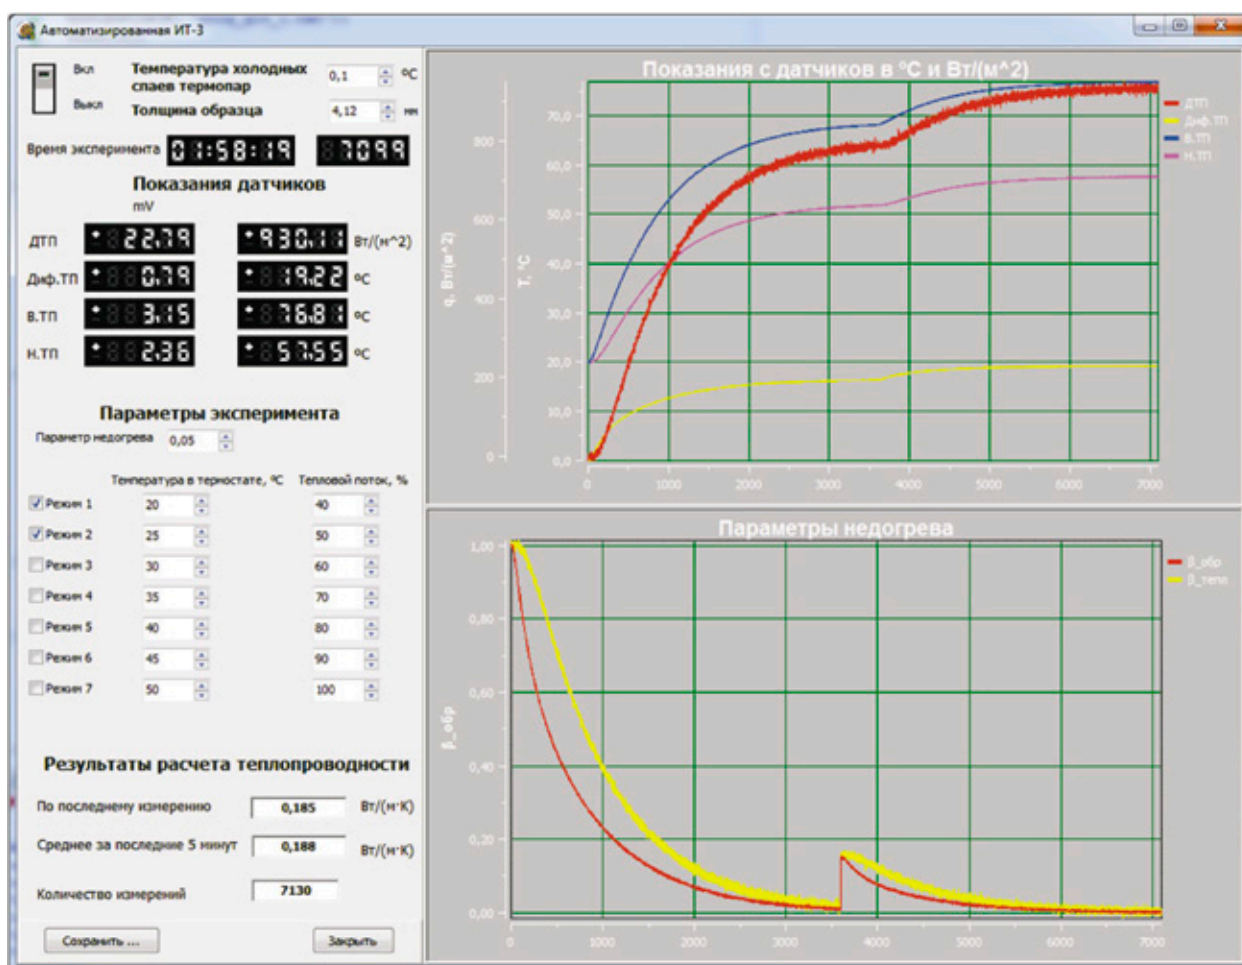 Автоматизированная ИТ-3
Вкл
Выкл
Температура холодных спаев термопар 0,1 ºС
Толщина образца 4,12 мм
Время эксперимента 01:58:19 7099
Показания датчиков
mV
ДТП + 22,79 + 930,11 Вт/(м^2)
Диф.ТП + 0,79 + 19,22 ºС
В.ТП + 3,15 + 76,81 ºС
Н.ТП + 2,36 + 57,55 ºС
Параметры эксперимента
Параметр недогрева 0,05
Температура в термостате, ºС Тепловой поток, %
Режим 1 20 40
Режим 2 25 50
Режим 3 30 60
Режим 4 35 70
Режим 5 40 80
Режим 6 45 90
Режим 7 50 100
Результаты расчета теплопроводности
По последнему измерению 0,185 Вт/(м·К)
Среднее за последние 5 минут 0,188 Вт/(м·К)
Количество измерений 7130
Сохранить ... Закрыть
Показания с датчиков в ºС и Вт/(м^2)
q, Вт/(м^2)
800
600
400
200
0
T, ºС
70,0
60,0
50,0
40,0
30,0
20,0
10,0
0,0
0 1000 2000 3000 4000 5000 6000 7000
ДТП
Диф.ТП
В.ТП
Н.ТП
Параметры недогрева
β_обр
1,00
0,80
0,60
0,40
0,20
0,00
0 1000 2000 3000 4000 5000 6000 7000
β_обр
β_тепл